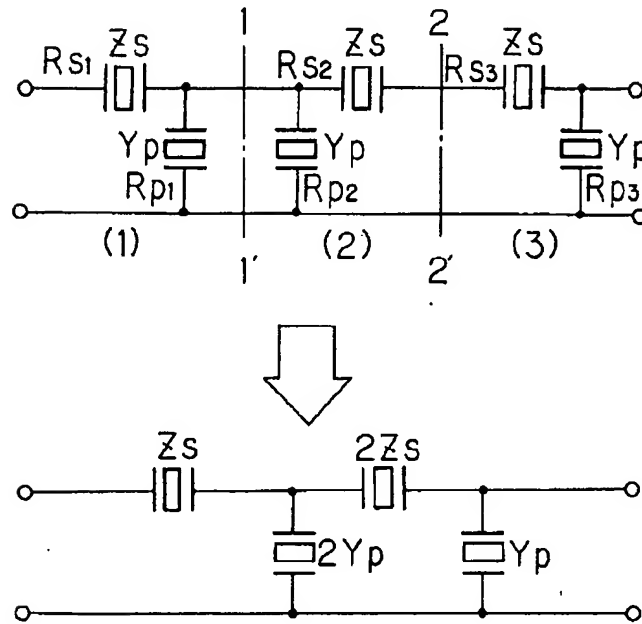 1 2
Rs1 Zs Rs2 Zs Rs3 Zs
Yp Yp Yp
Rp1 Rp2 Rp3
(1) (2) (3)
1' 2'
Zs 2Zs
2Yp Yp